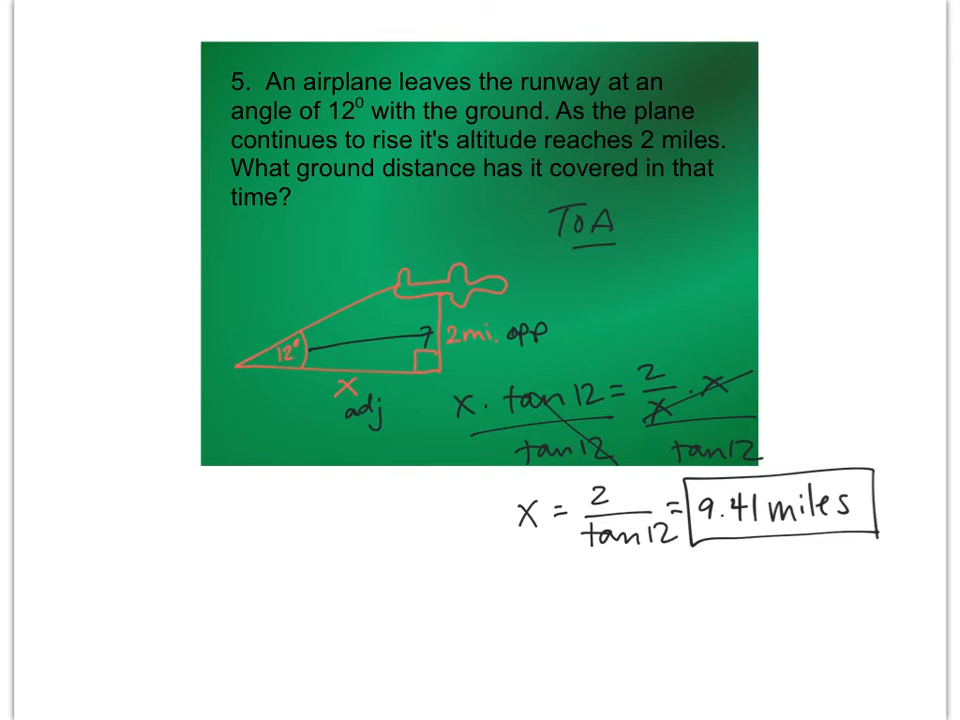 5. An airplane leaves the runway at an
angle of 12⁰ with the ground. As the plane
continues to rise it's altitude reaches 2 miles.
What ground distance has it covered in that
time?
TOA
12° 2mi. opp
x
adj
x · tan12 = 2/x · x
tan12 tan12
x = 2/tan12 = 9.41 miles